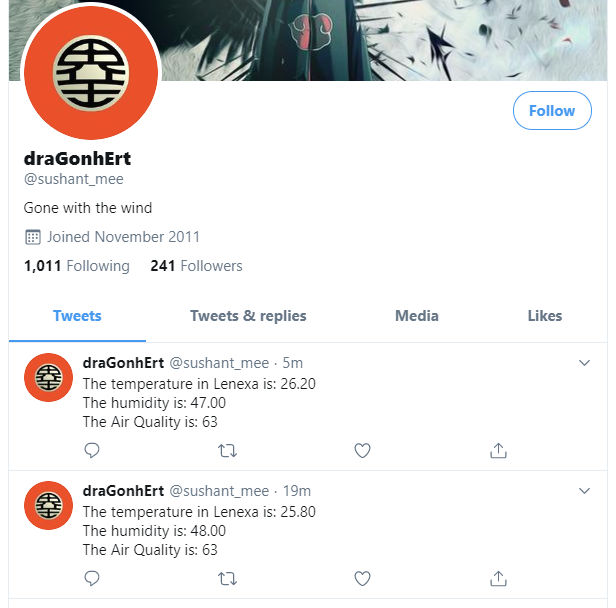 Follow
draGonhErt
@sushant_mee
Gone with the wind
Joined November 2011
1,011 Following 241 Followers
Tweets Tweets & replies Media Likes
draGonhErt @sushant_mee · 5m
The temperature in Lenexa is: 26.20
The humidity is: 47.00
The Air Quality is: 63
draGonhErt @sushant_mee · 19m
The temperature in Lenexa is: 25.80
The humidity is: 48.00
The Air Quality is: 63